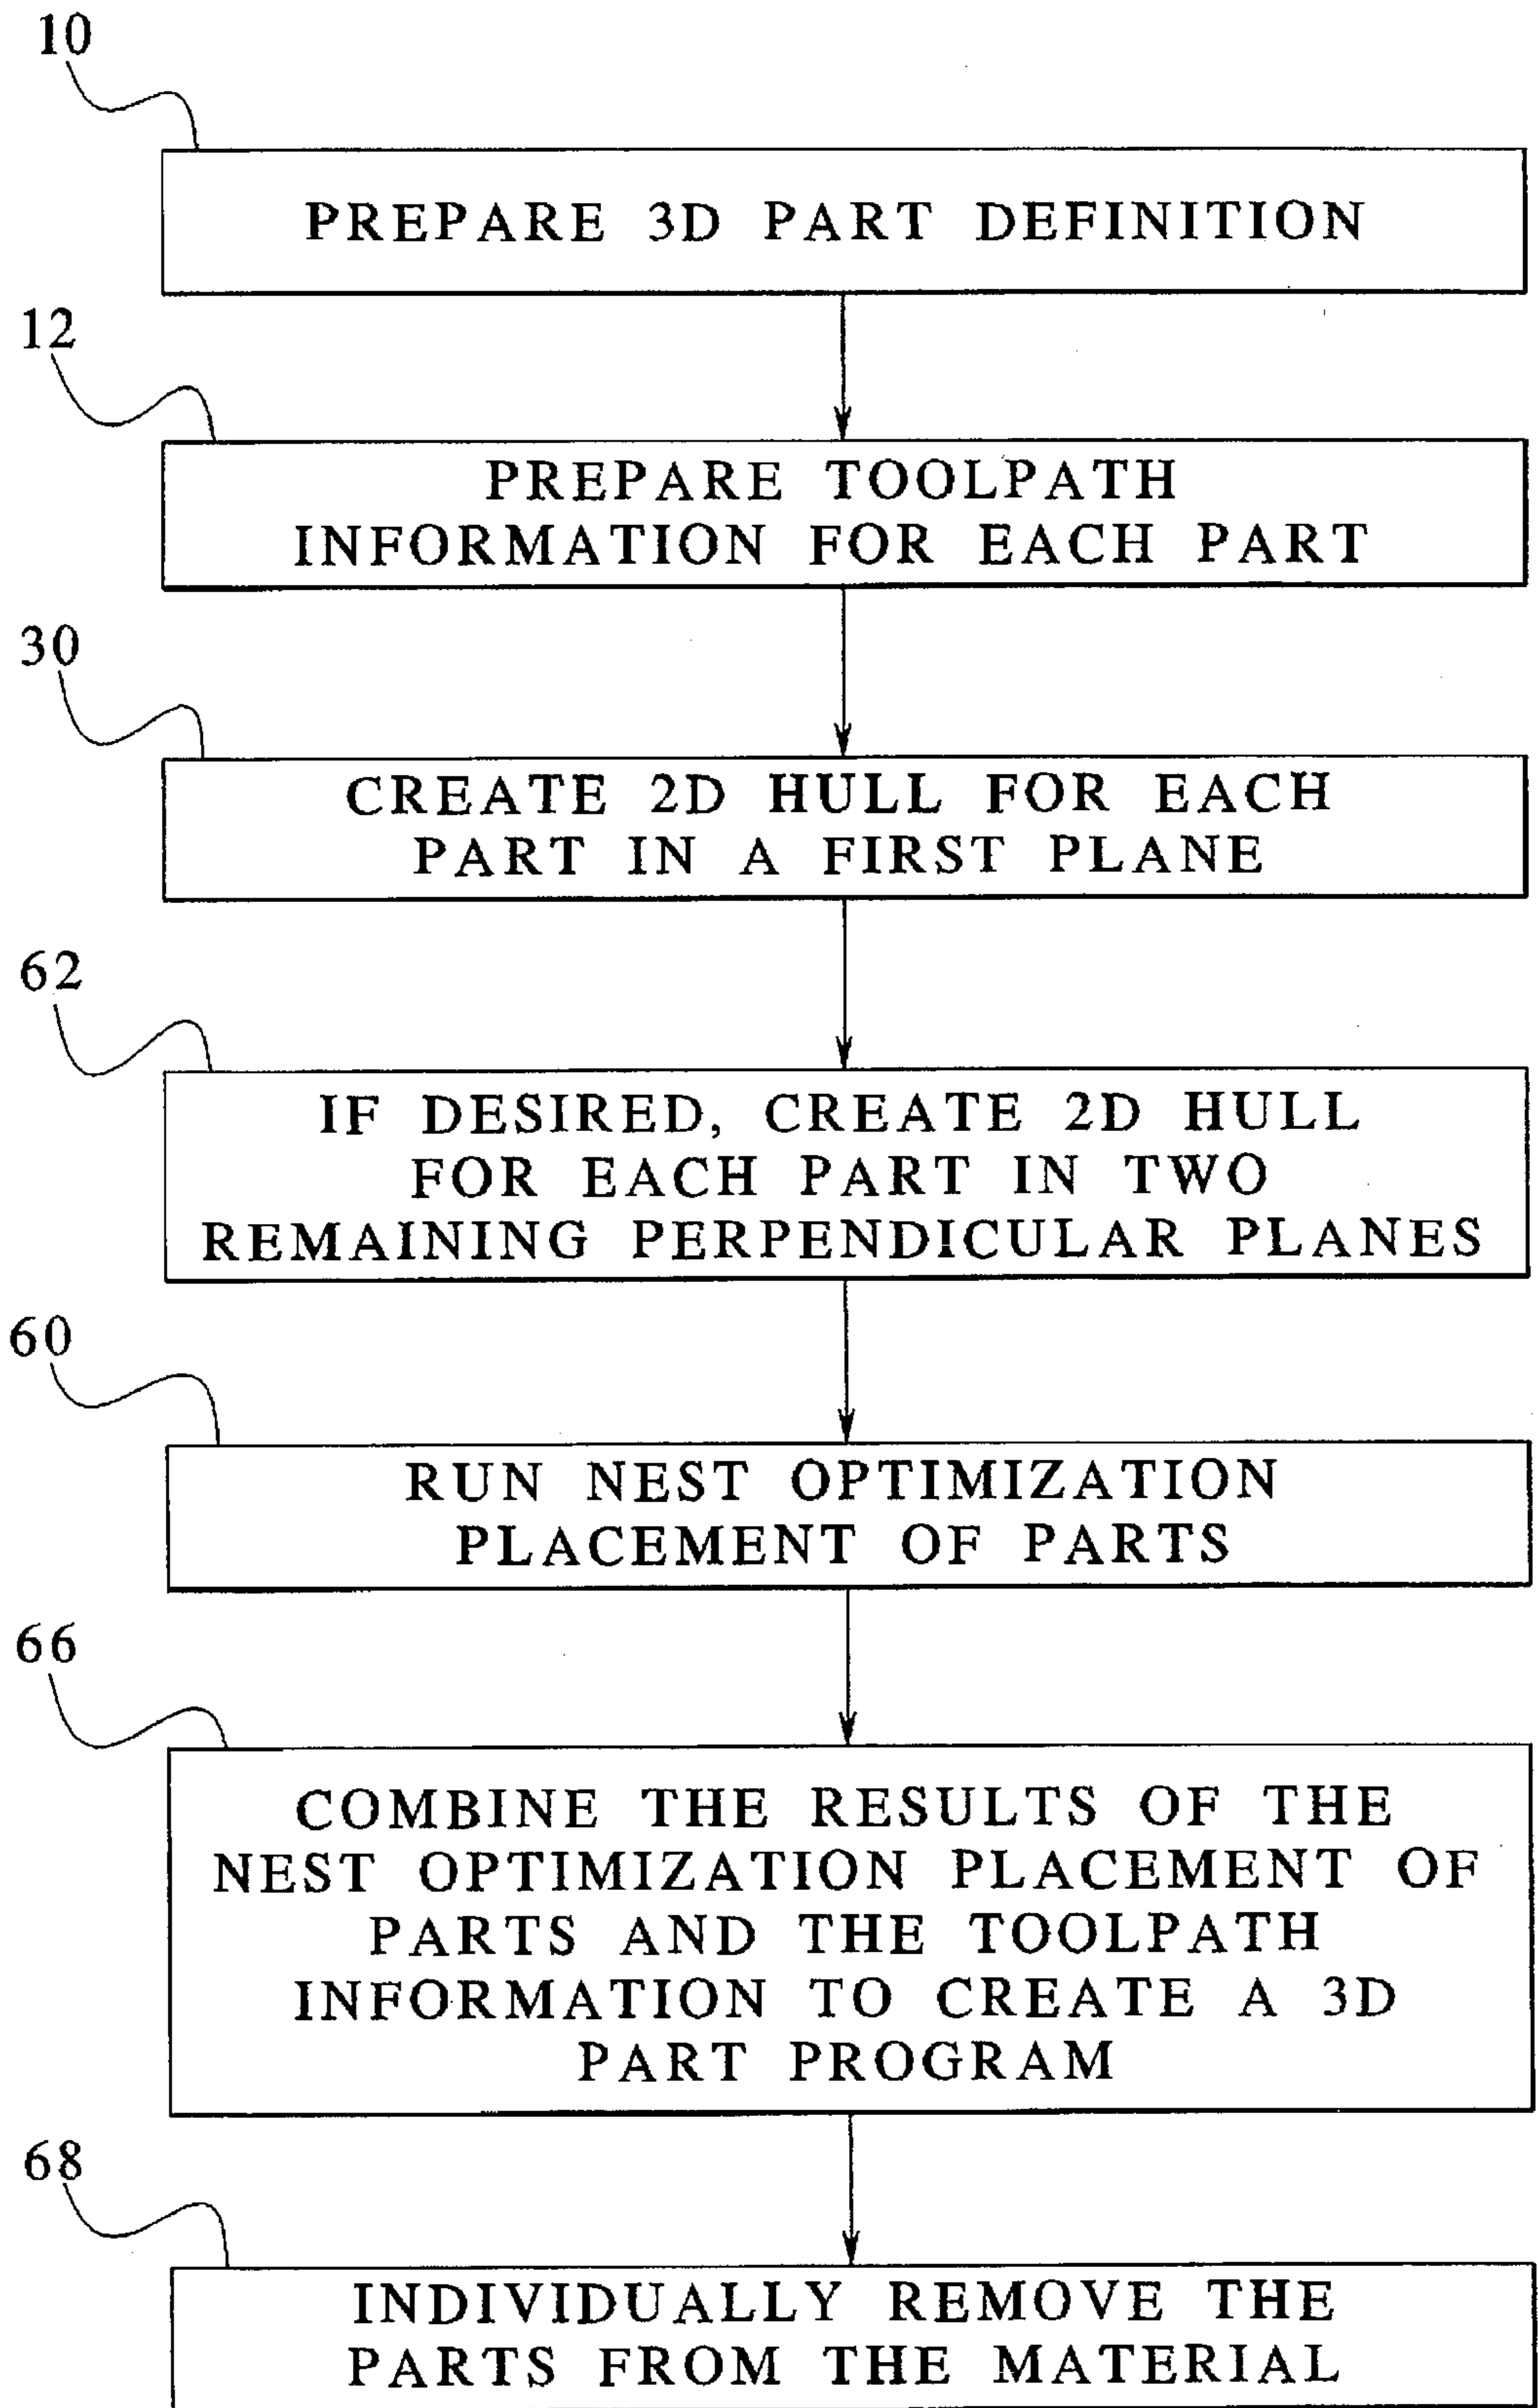 10
PREPARE 3D PART DEFINITION
12
PREPARE TOOLPATH
INFORMATION FOR EACH PART
30
CREATE 2D HULL FOR EACH
PART IN A FIRST PLANE
62
IF DESIRED, CREATE 2D HULL
FOR EACH PART IN TWO
REMAINING PERPENDICULAR PLANES
60
RUN NEST OPTIMIZATION
PLACEMENT OF PARTS
66
COMBINE THE RESULTS OF THE
NEST OPTIMIZATION PLACEMENT OF
PARTS AND THE TOOLPATH
INFORMATION TO CREATE A 3D
PART PROGRAM
68
INDIVIDUALLY REMOVE THE
PARTS FROM THE MATERIAL